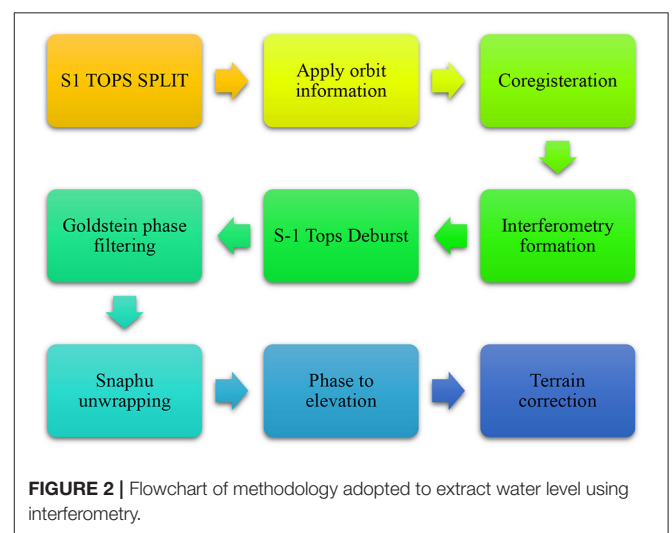 S1 TOPS SPLIT
Apply orbit
information
Coregisteration
Goldstein phase
filtering
S-1 Tops Deburst
Interferometry
formation
Snaphu
unwrapping
Phase to
elevation
Terrain
correction
FIGURE 2 | Flowchart of methodology adopted to extract water level using
interferometry.